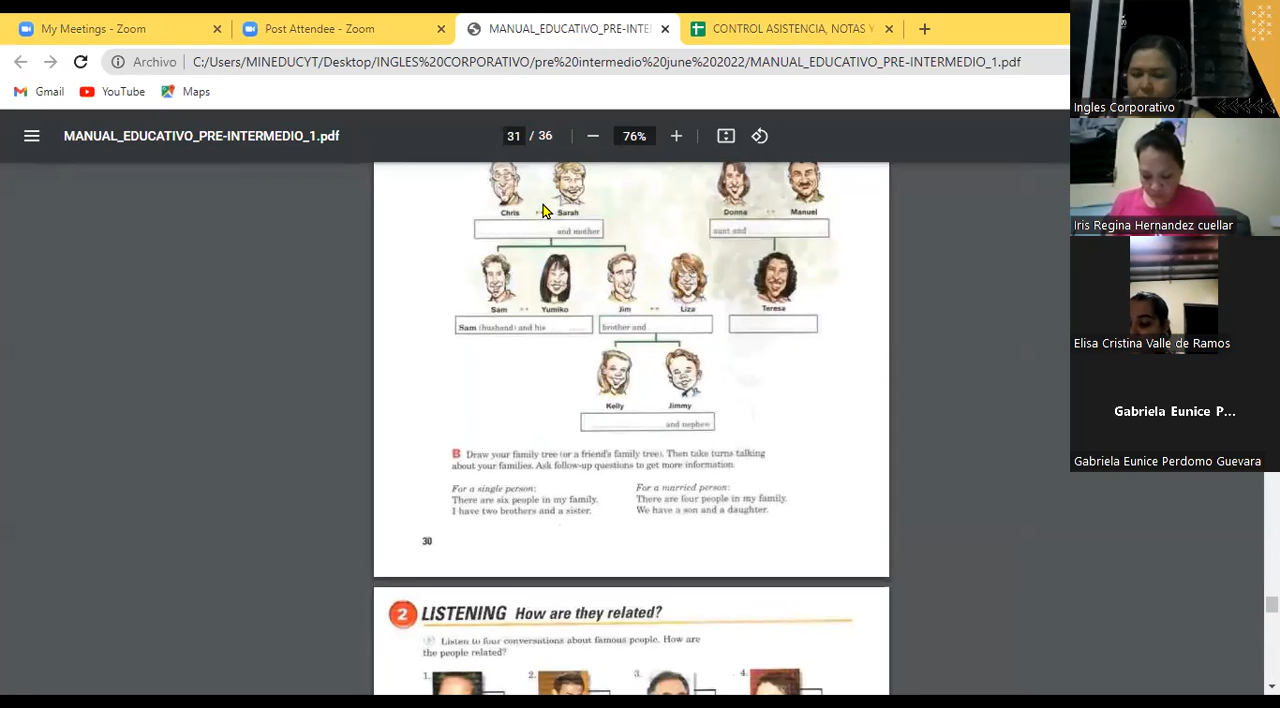 My Meetings - Zoom
Post Attendee - Zoom
MANUAL_EDUCATIVO_PRE-INTE
CONTROL ASISTENCIA, NOTAS Y
Archivo
C:/Users/MINEDUCYT/Desktop/INGLES%20CORPORATIVO/pre%20intermedio%20june%202022/MANUAL_EDUCATIVO_PRE-INTERMEDIO_1.pdf
Gmail
YouTube
Maps
MANUAL_EDUCATIVO_PRE-INTERMEDIO_1.pdf
31 / 36
76%
Chris
Sarah
and mother
Donna
Manuel
aunt and
Sam
Yumiko
Jim
Liza
Teresa
Sam (husband) and his
brother and
Kelly
Jimmy
and nephew
B Draw your family tree (or a friend's family tree). Then take turns talking
about your families. Ask follow-up questions to get more information.
For a single person:
There are six people in my family.
I have two brothers and a sister.
For a married person:
There are four people in my family.
We have a son and a daughter.
30
2 LISTENING How are they related?
Listen to four conversations about famous people. How are
the people related?
1.
2.
3.
4.
Ingles Corporativo
Iris Regina Hernandez cuellar
Elisa Cristina Valle de Ramos
Gabriela Eunice P...
Gabriela Eunice Perdomo Guevara